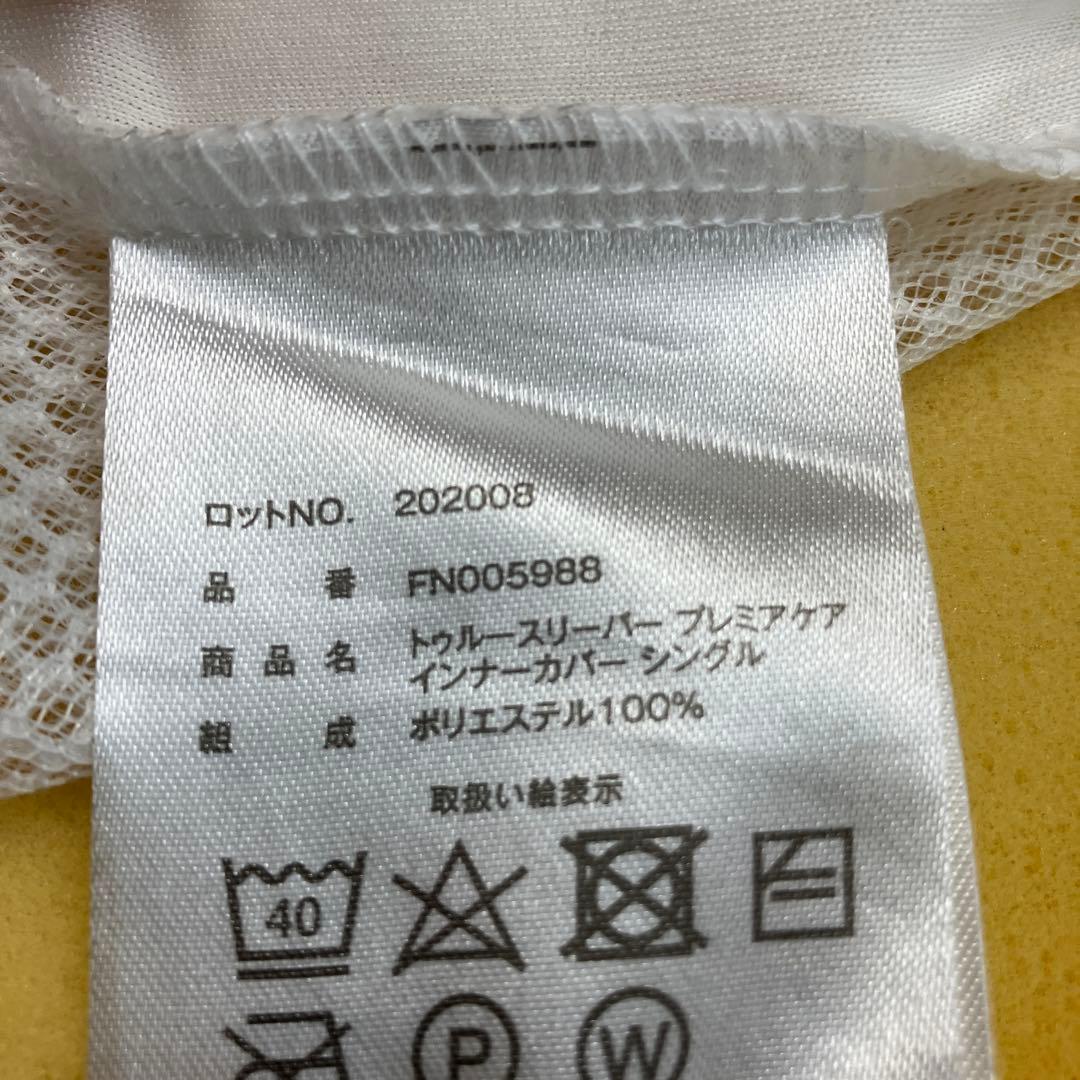 ロットNO. 202008
品番 FN005988
商品名 トゥルースリーパー プレミアケア
インナーカバー シングル
組成 ポリエステル100%
取扱い絵表示
40
P W